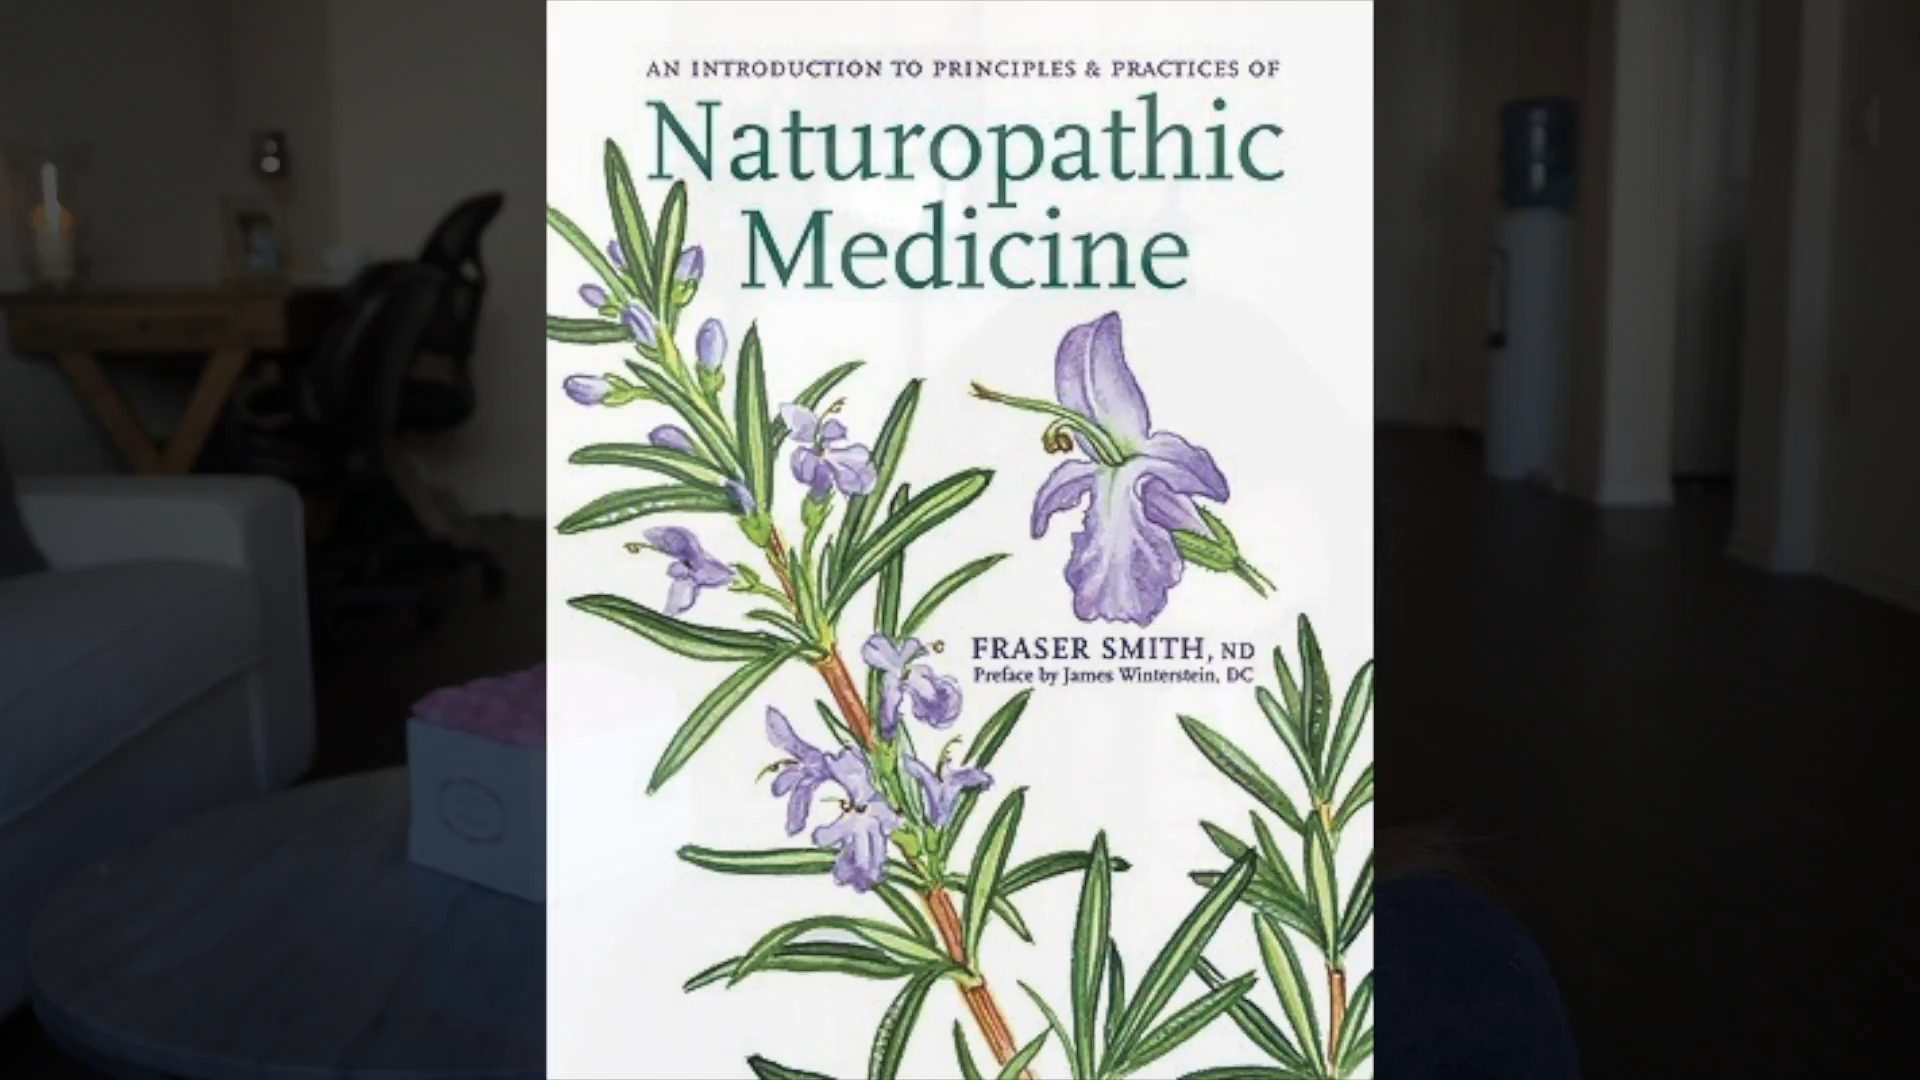 AN INTRODUCTION TO PRINCIPLES & PRACTICES OF
Naturopathic
Medicine
FRASER SMITH, ND
Preface by James Winterstein, DC